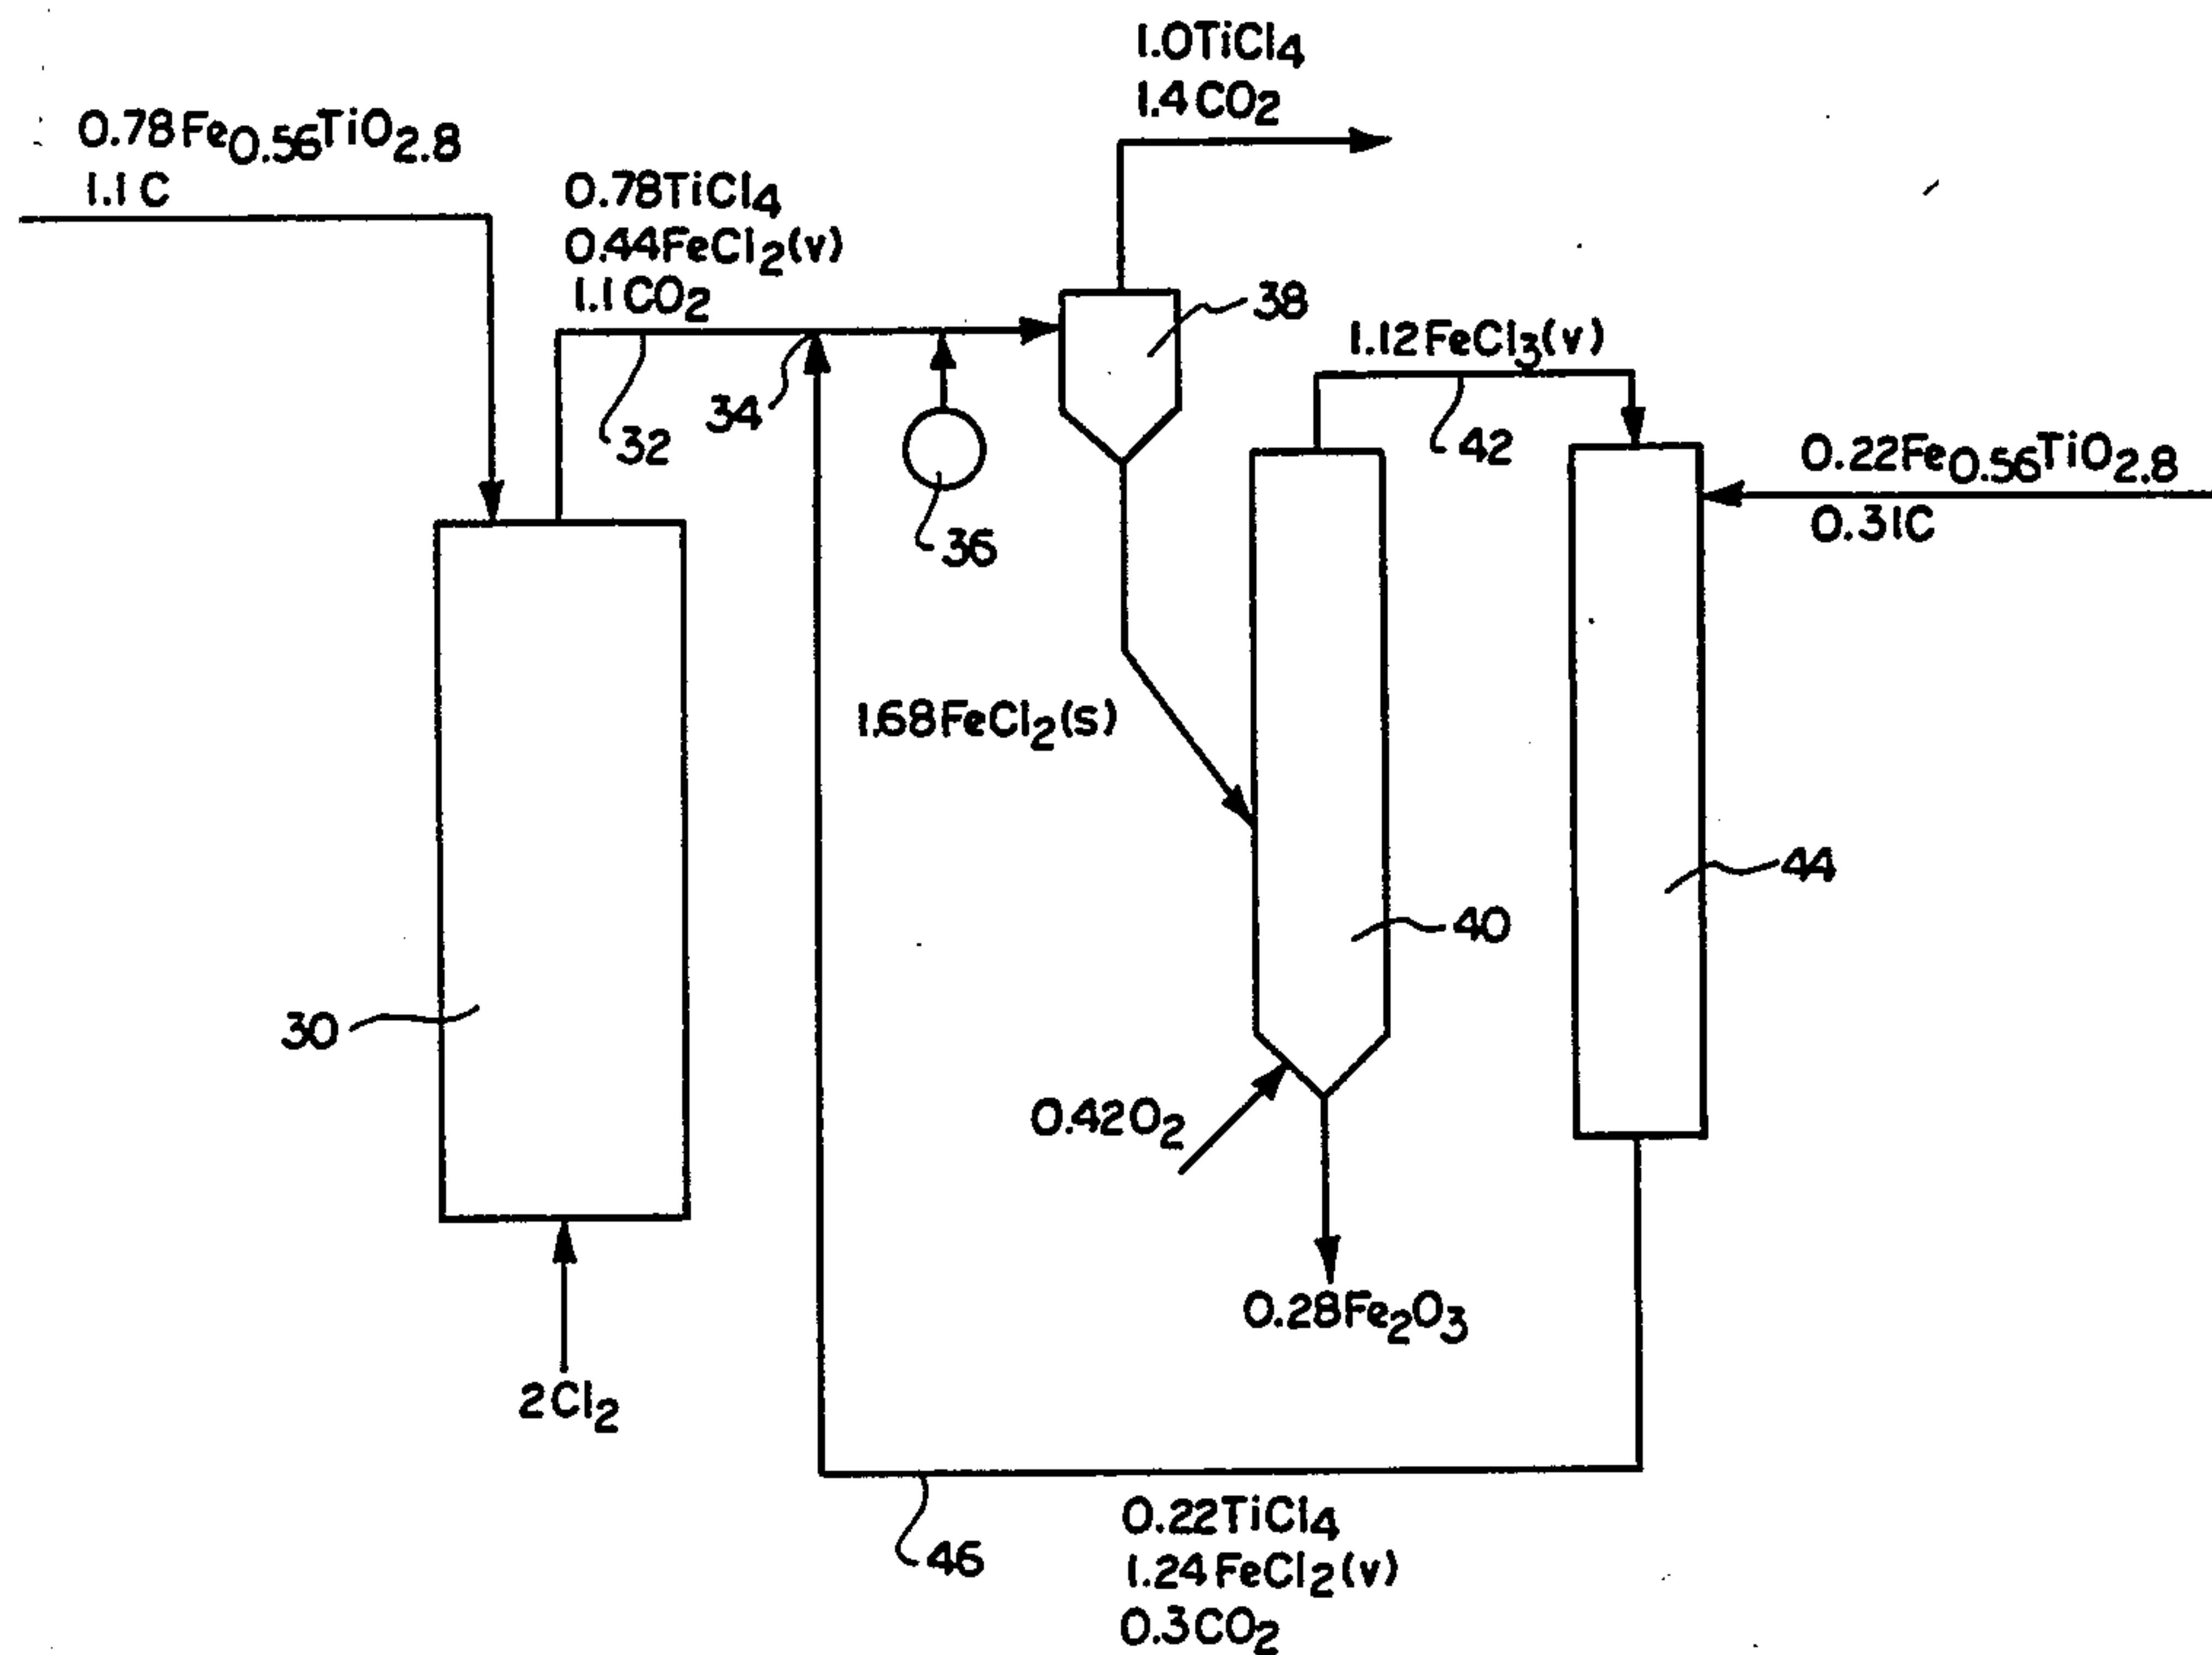 1.0TiCl4
1.4CO2
0.78Fe0.56TiO2.8
1.1C
0.78TiCl4
0.44FeCl2(v)
1.1CO2
38
1.12FeCl3(v)
34
32
42
0.22Fe0.56TiO2.8
0.31C
36
1.68FeCl2(s)
44
40
30
0.42O2
0.28Fe2O3
2Cl2
0.22TiCl4
1.24FeCl2(v)
0.3CO2
46